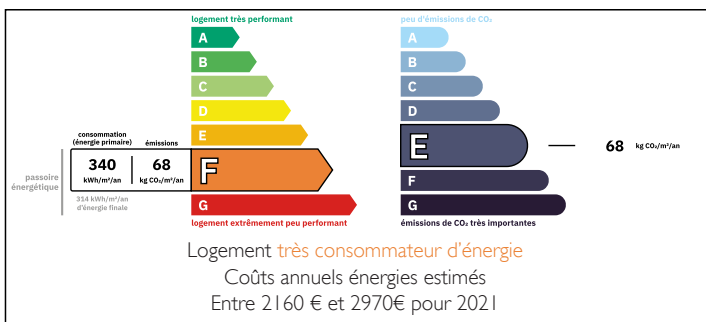 logement très performant
A
B
C
D
E
consommation
(énergie primaire)
émissions
passoire
énergétique
340
kWh/m²/an
68
kg CO₂/m²/an
F
314 kWh/m²/an
d'énergie finale
G
logement extrêmement peu performant
peu d'émissions de CO₂
A
B
C
D
E
68 kg CO₂/m²/an
F
G
émissions de CO₂ très importantes
Logement très consommateur d'énergie
Coûts annuels énergies estimés
Entre 2160 € et 2970€ pour 2021